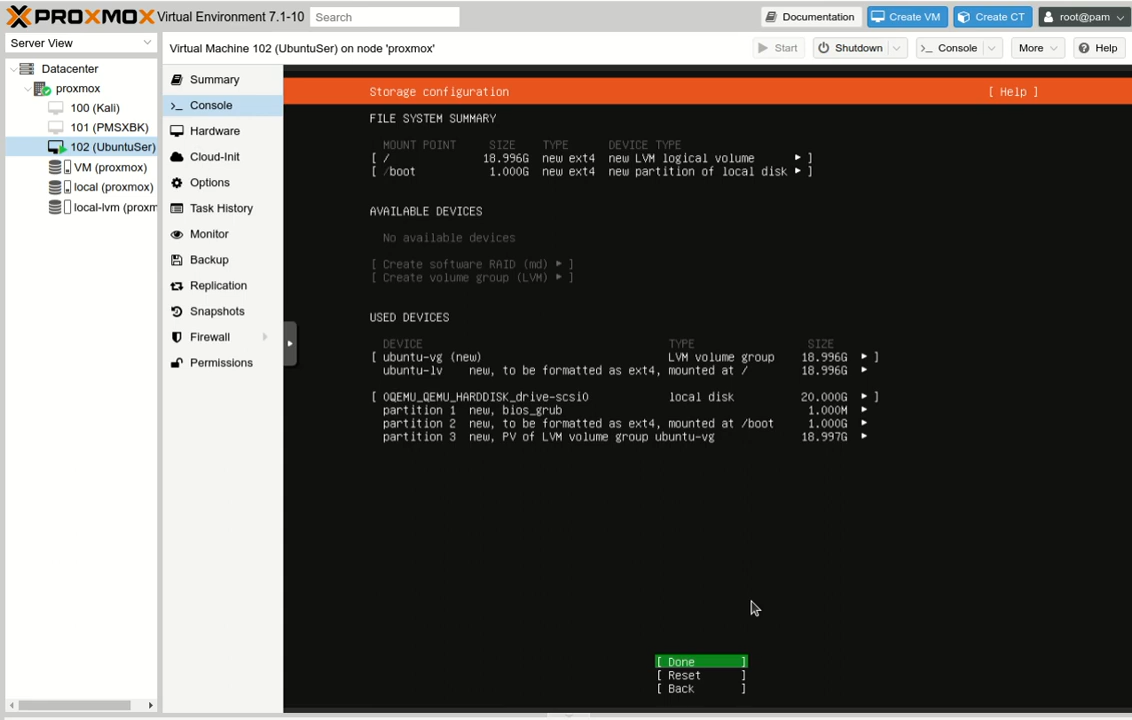 PROXMOX Virtual Environment 7.1-10 Search Documentation Create VM Create CT root@pam
Server View
Virtual Machine 102 (UbuntuSer) on node 'proxmox' Start Shutdown Console More Help
Datacenter
proxmox
100 (Kali)
101 (PMSXBK)
102 (UbuntuSer)
VM (proxmox)
local (proxmox)
local-lvm (proxm
Summary
Console
Hardware
Cloud-Init
Options
Task History
Monitor
Backup
Replication
Snapshots
Firewall
Permissions
Storage configuration [ Help ]
FILE SYSTEM SUMMARY
MOUNT POINT SIZE TYPE DEVICE TYPE
[ / 18.996G new ext4 new LVM logical volume ▸ ]
[ /boot 1.000G new ext4 new partition of local disk ▸ ]
AVAILABLE DEVICES
No available devices
[ Create software RAID (md) ▸ ]
[ Create volume group (LVM) ▸ ]
USED DEVICES
DEVICE TYPE SIZE
[ ubuntu-vg (new) LVM volume group 18.996G ▸ ]
ubuntu-lv new, to be formatted as ext4, mounted at / 18.996G ▸
[ 0QEMU_QEMU_HARDDISK_drive-scsi0 local disk 20.000G ▸ ]
partition 1 new, bios_grub 1.000M ▸
partition 2 new, to be formatted as ext4, mounted at /boot 1.000G ▸
partition 3 new, PV of LVM volume group ubuntu-vg 18.997G ▸
[ Done ]
[ Reset ]
[ Back ]